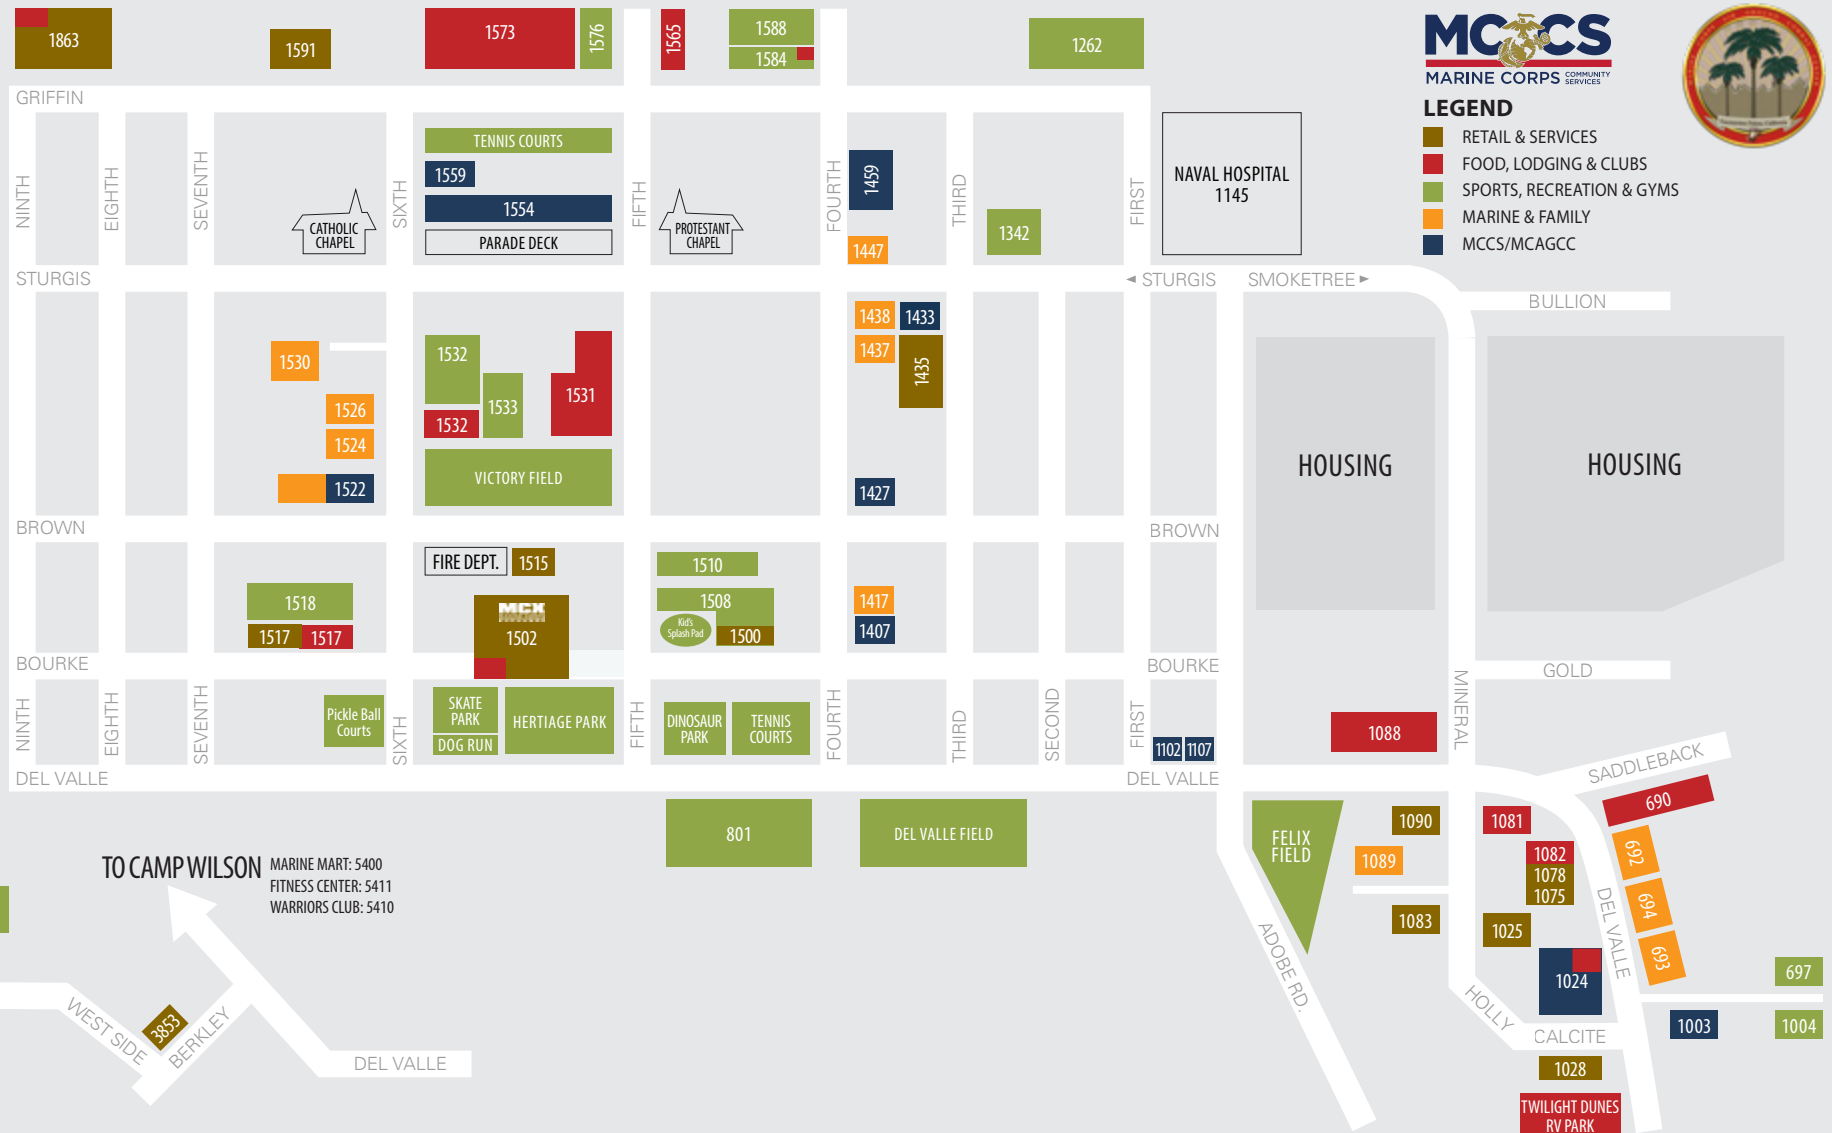 1863
1591
1573
1576
1565
1588
1584
1262
MCCS
MARINE CORPS COMMUNITY SERVICES
LEGEND
RETAIL & SERVICES
FOOD, LODGING & CLUBS
SPORTS, RECREATION & GYMS
MARINE & FAMILY
MCCS/MCAGCC
GRIFFIN
NINTH
EIGHTH
SEVENTH
SIXTH
FIFTH
FOURTH
THIRD
FIRST
TENNIS COURTS
1559
1554
PARADE DECK
CATHOLIC
CHAPEL
PROTESTANT
CHAPEL
1459
1447
1342
NAVAL HOSPITAL
1145
STURGIS
STURGIS
SMOKETREE
BULLION
1530
1526
1524
1522
1532
1533
1532
1531
VICTORY FIELD
1438
1433
1437
1435
1427
HOUSING
HOUSING
BROWN
BROWN
FIRE DEPT.
1515
1518
1517
1517
MCX
1502
1510
1508
Kid's
Splash Pad
1500
1417
1407
BOURKE
BOURKE
GOLD
NINTH
EIGHTH
SEVENTH
SIXTH
FIFTH
FOURTH
THIRD
SECOND
FIRST
MINERAL
Pickle Ball
Courts
SKATE
PARK
DOG RUN
HERTIAGE PARK
DINOSAUR
PARK
TENNIS
COURTS
1102
1107
1088
DEL VALLE
DEL VALLE
SADDLEBACK
801
DEL VALLE FIELD
FELIX
FIELD
1090
1089
1083
1081
1082
1078
1075
1025
1024
690
692
694
693
697
1003
1004
DEL VALLE
ADOBE RD.
HOLLY
CALCITE
1028
TWILIGHT DUNES
RV PARK
TO CAMP WILSON
MARINE MART: 5400
FITNESS CENTER: 5411
WARRIORS CLUB: 5410
WEST SIDE
3853
BERKLEY
DEL VALLE